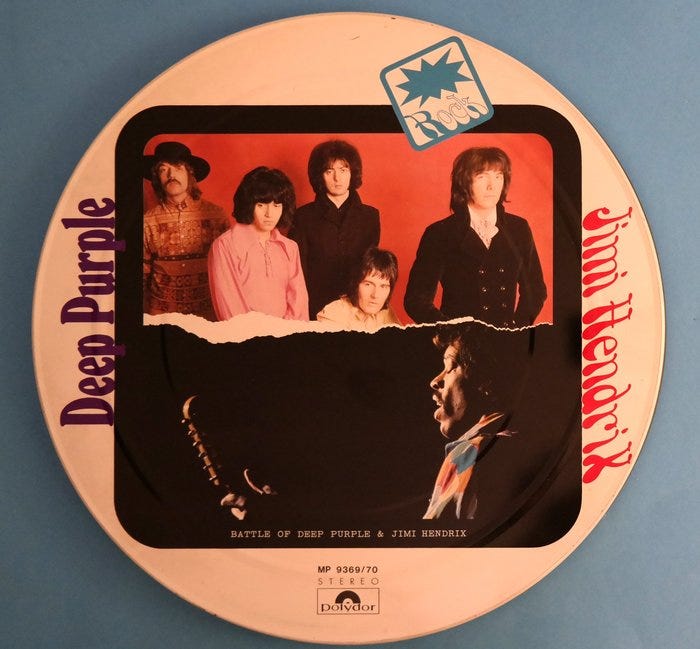 Rock
Deep Purple
Jimi Hendrix
BATTLE OF DEEP PURPLE & JIMI HENDRIX
MP 9369/70
STEREO
polydor